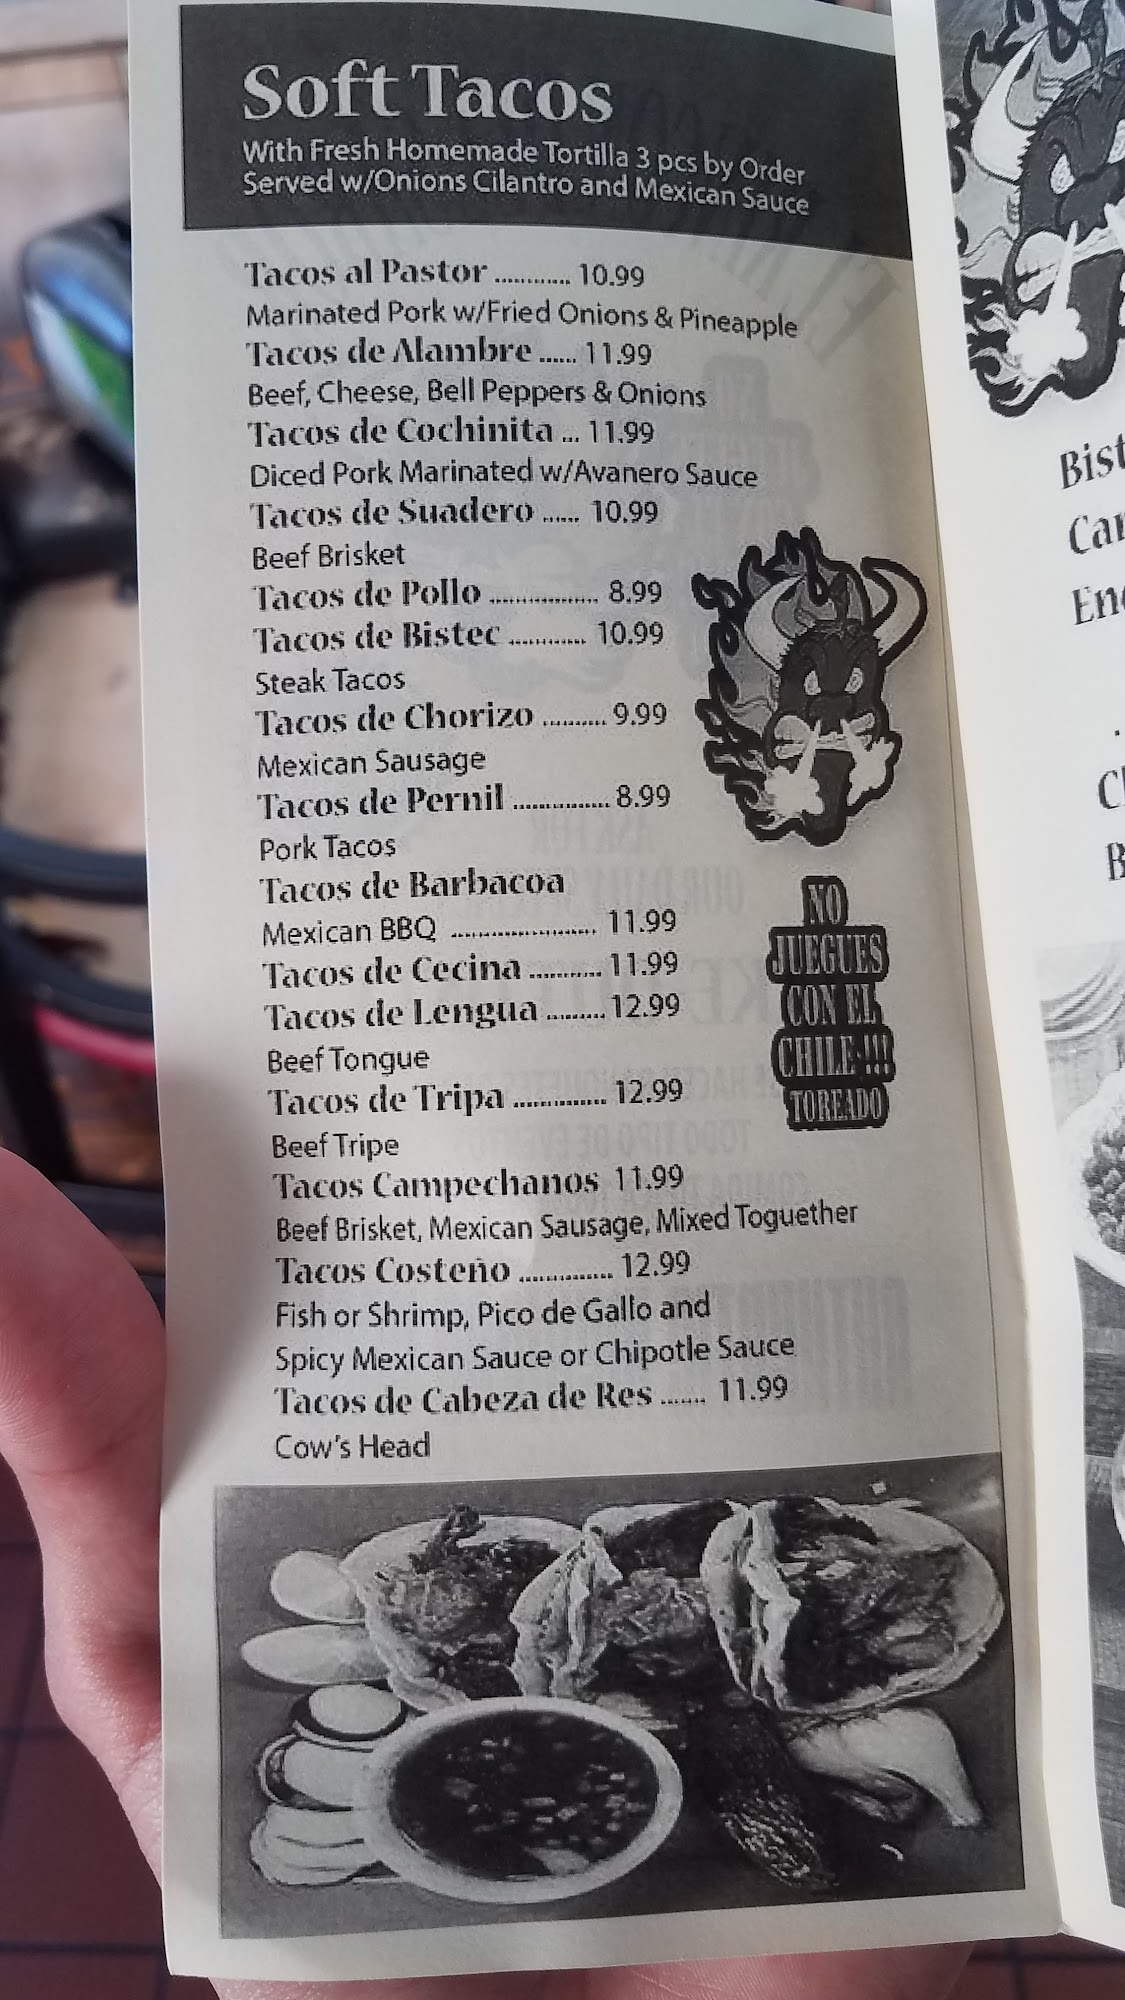 Soft Tacos
With Fresh Homemade Tortilla 3 pcs by Order
Served w/Onions Cilantro and Mexican Sauce
Tacos al Pastor ............ 10.99
Marinated Pork w/Fried Onions & Pineapple
Tacos de Alambre ...... 11.99
Beef, Cheese, Bell Peppers & Onions
Tacos de Cochinita ... 11.99
Diced Pork Marinated w/Avanero Sauce
Tacos de Suadero ...... 10.99
Beef Brisket
Tacos de Pollo .................. 8.99
Tacos de Bistec ............ 10.99
Steak Tacos
Tacos de Chorizo .......... 9.99
Mexican Sausage
Tacos de Pernil ............... 8.99
Pork Tacos
Tacos de Barbacoa
Mexican BBQ ....................... 11.99
Tacos de Cecina ........... 11.99
Tacos de Lengua ......... 12.99
Beef Tongue
Tacos de Tripa .............. 12.99
Beef Tripe
Tacos Campechanos 11.99
Beef Brisket, Mexican Sausage, Mixed Toguether
Tacos Costeño .............. 12.99
Fish or Shrimp, Pico de Gallo and
Spicy Mexican Sauce or Chipotle Sauce
Tacos de Cabeza de Res ....... 11.99
Cow's Head
NO
JUEGUES
CON EL
CHILE !!!
TOREADO